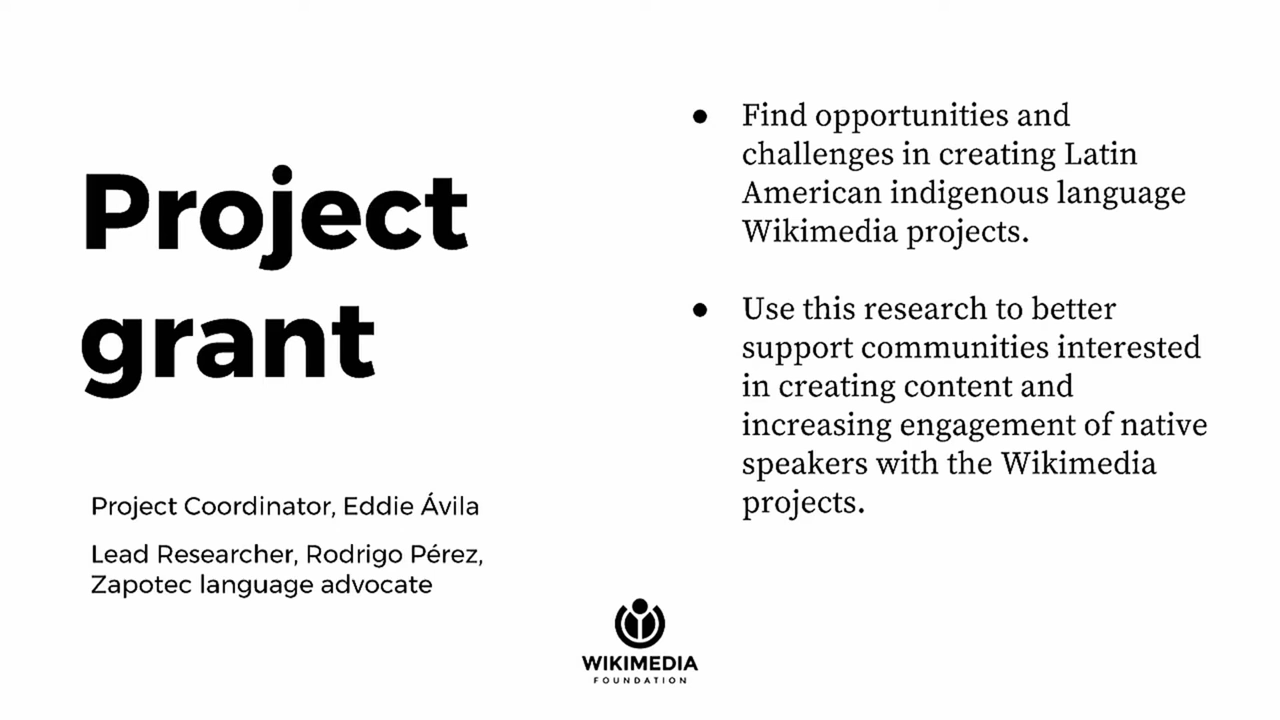 Project
grant
Project Coordinator, Eddie Ávila
Lead Researcher, Rodrigo Pérez,
Zapotec language advocate
● Find opportunities and
challenges in creating Latin
American indigenous language
Wikimedia projects.
● Use this research to better
support communities interested
in creating content and
increasing engagement of native
speakers with the Wikimedia
projects.
WIKIMEDIA
FOUNDATION